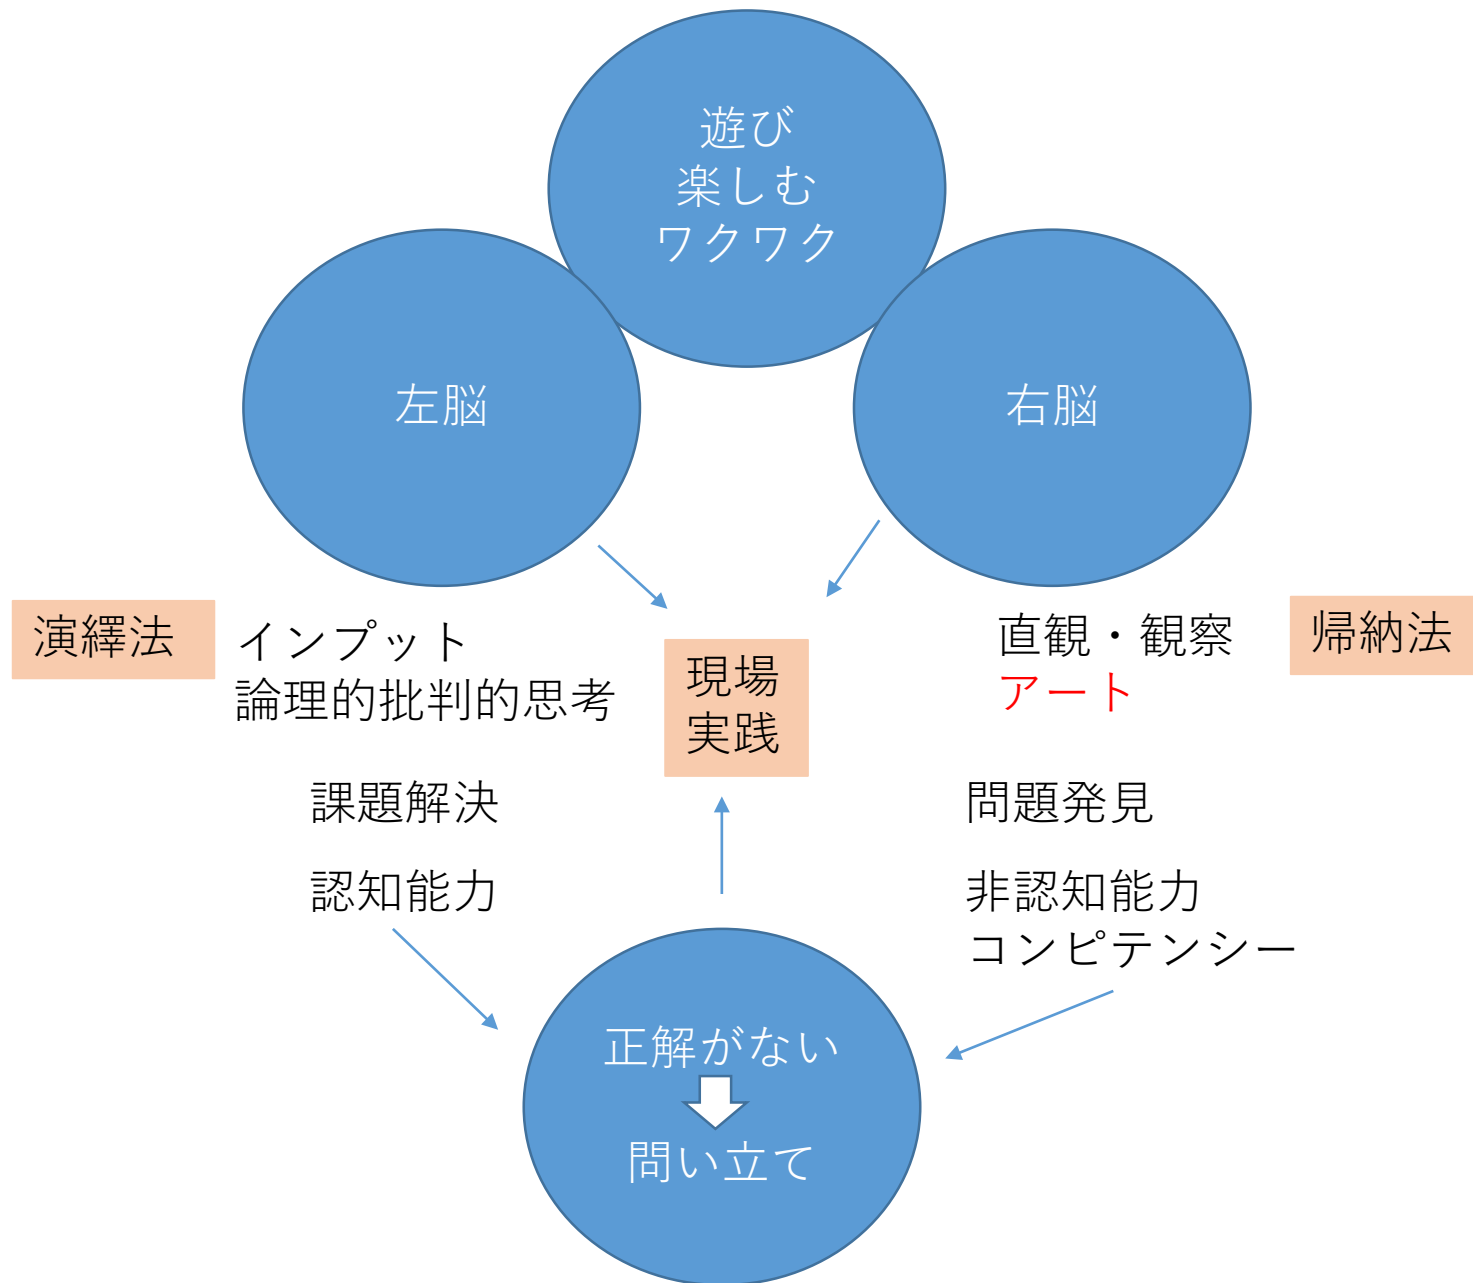 遊び
楽しむ
ワクワク
左脳
右脳
演繹法
インプット
論理的批判的思考
現場
実践
直観・観察
アート
帰納法
課題解決
問題発見
認知能力
非認知能力
コンピテンシー
正解がない
問い立て